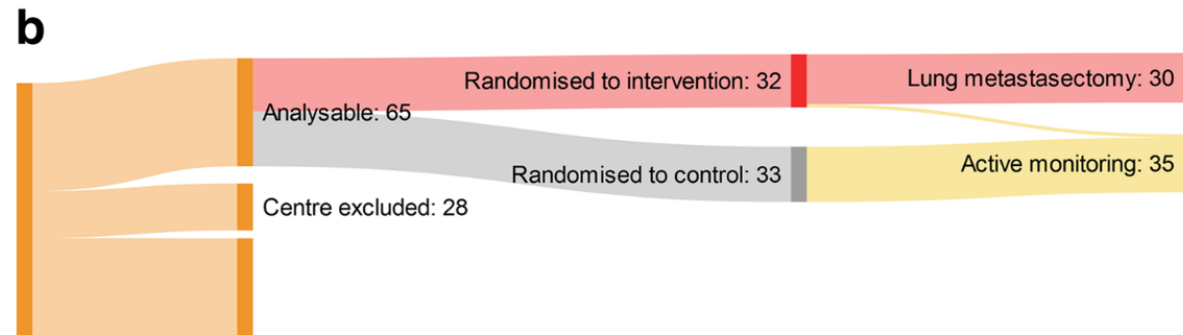 b
Randomised to intervention: 32
Lung metastasectomy: 30
Analysable: 65
Active monitoring: 35
Randomised to control: 33
Centre excluded: 28